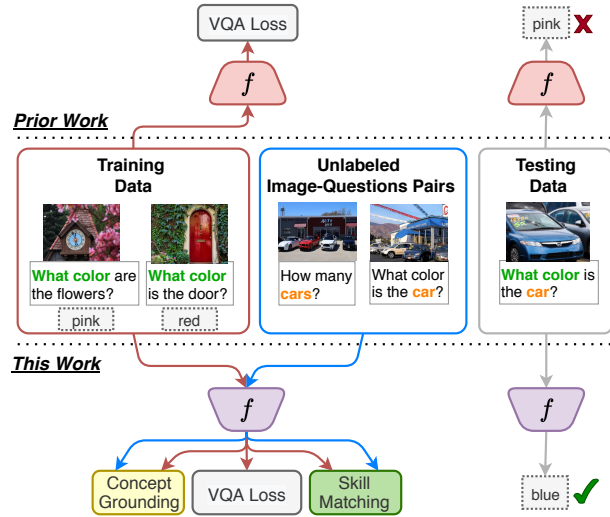 VQA Loss
pink
f
f
Prior Work
Training
Data
Unlabeled
Image-Questions Pairs
Testing
Data
What color are
the flowers?
What color
is the door?
How many
cars?
What color
is the car?
What color is
the car?
pink
red
This Work
f
f
Concept
Grounding
VQA Loss
Skill
Matching
blue